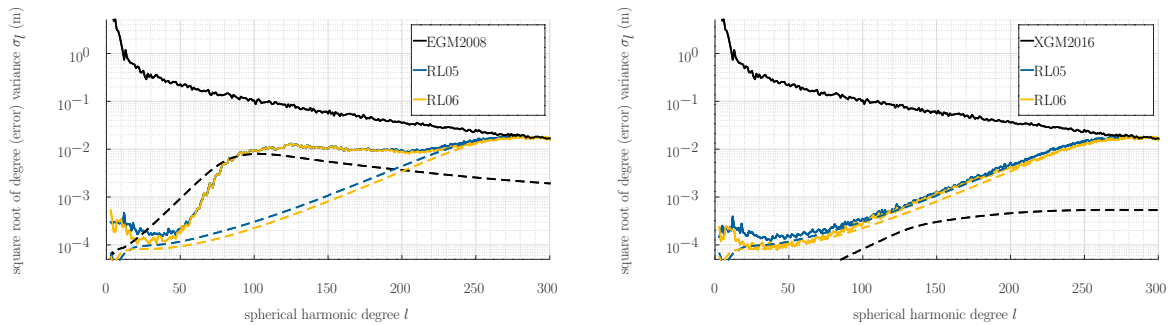 square root of degree (error) variance σl (m)
10^0
10^−1
10^−2
10^−3
10^−4
EGM2008
RL05
RL06
0 50 100 150 200 250 300
spherical harmonic degree l
square root of degree (error) variance σl (m)
10^0
10^−1
10^−2
10^−3
10^−4
XGM2016
RL05
RL06
0 50 100 150 200 250 300
spherical harmonic degree l